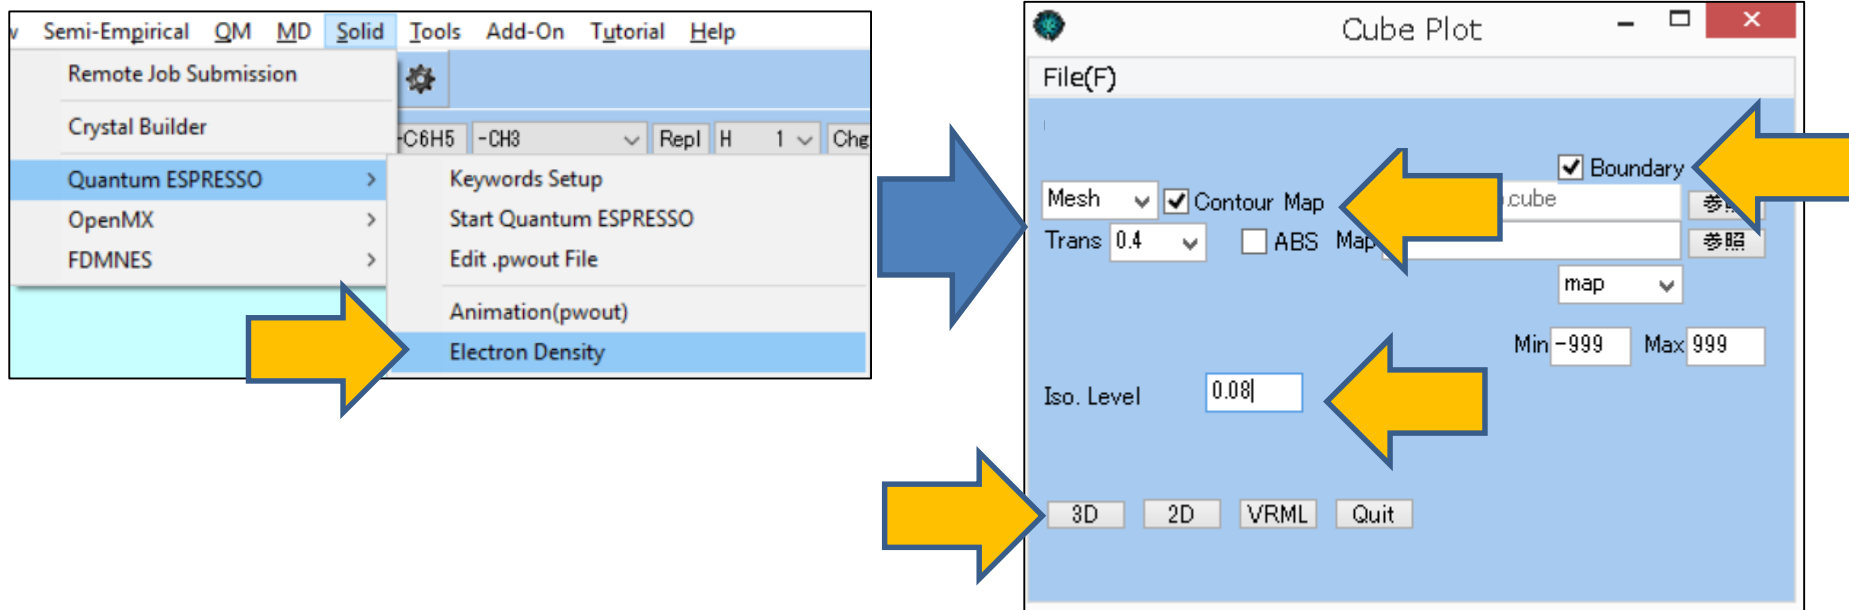 Semi-Empirical QM MD Solid Tools Add-On Tutorial Help
Remote Job Submission
Crystal Builder
-C6H5 -CH3 Repl H 1 Chg
Quantum ESPRESSO
OpenMX
FDMNES
Keywords Setup
Start Quantum ESPRESSO
Edit .pwout File
Animation(pwout)
Electron Density
Cube Plot
File(F)
Boundary
Mesh Contour Map .cube
Trans 0.4 ABS Map 参照
map
Min -999 Max 999
Iso. Level 0.08
3D 2D VRML Quit